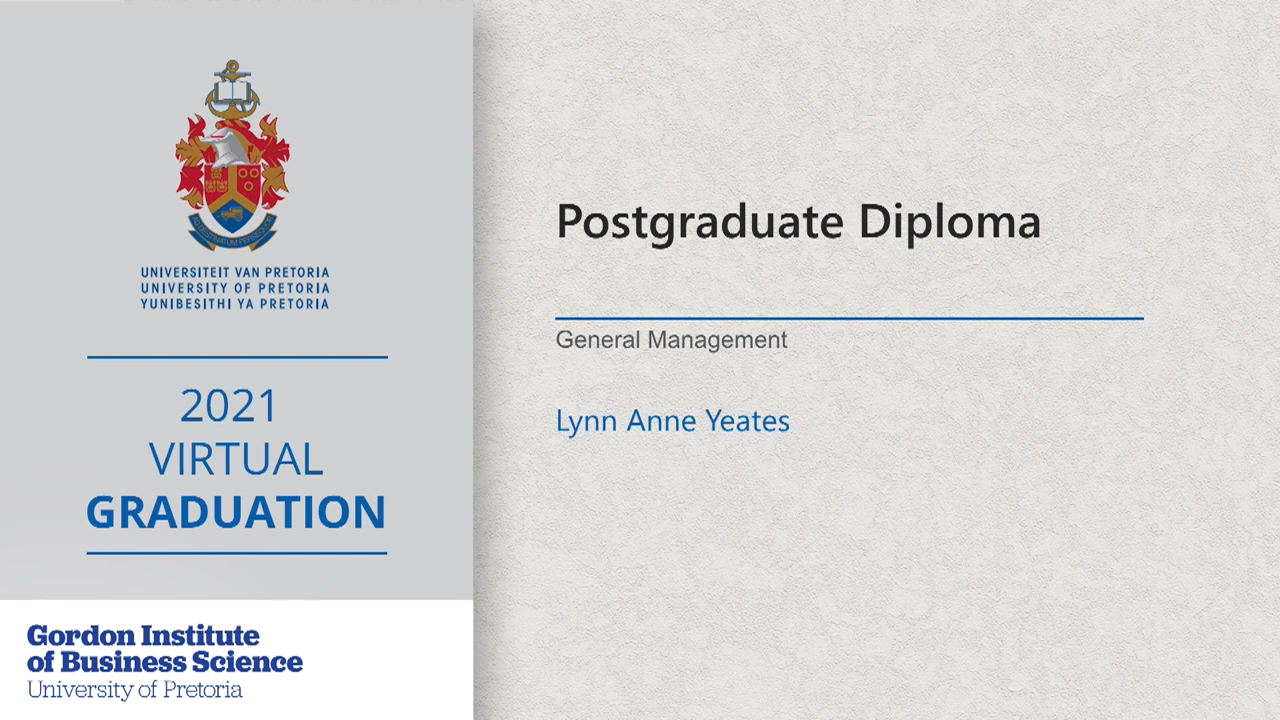 UNIVERSITEIT VAN PRETORIA
UNIVERSITY OF PRETORIA
YUNIBESITHI YA PRETORIA
2021
VIRTUAL
GRADUATION
Gordon Institute
of Business Science
University of Pretoria
Postgraduate Diploma
General Management
Lynn Anne Yeates